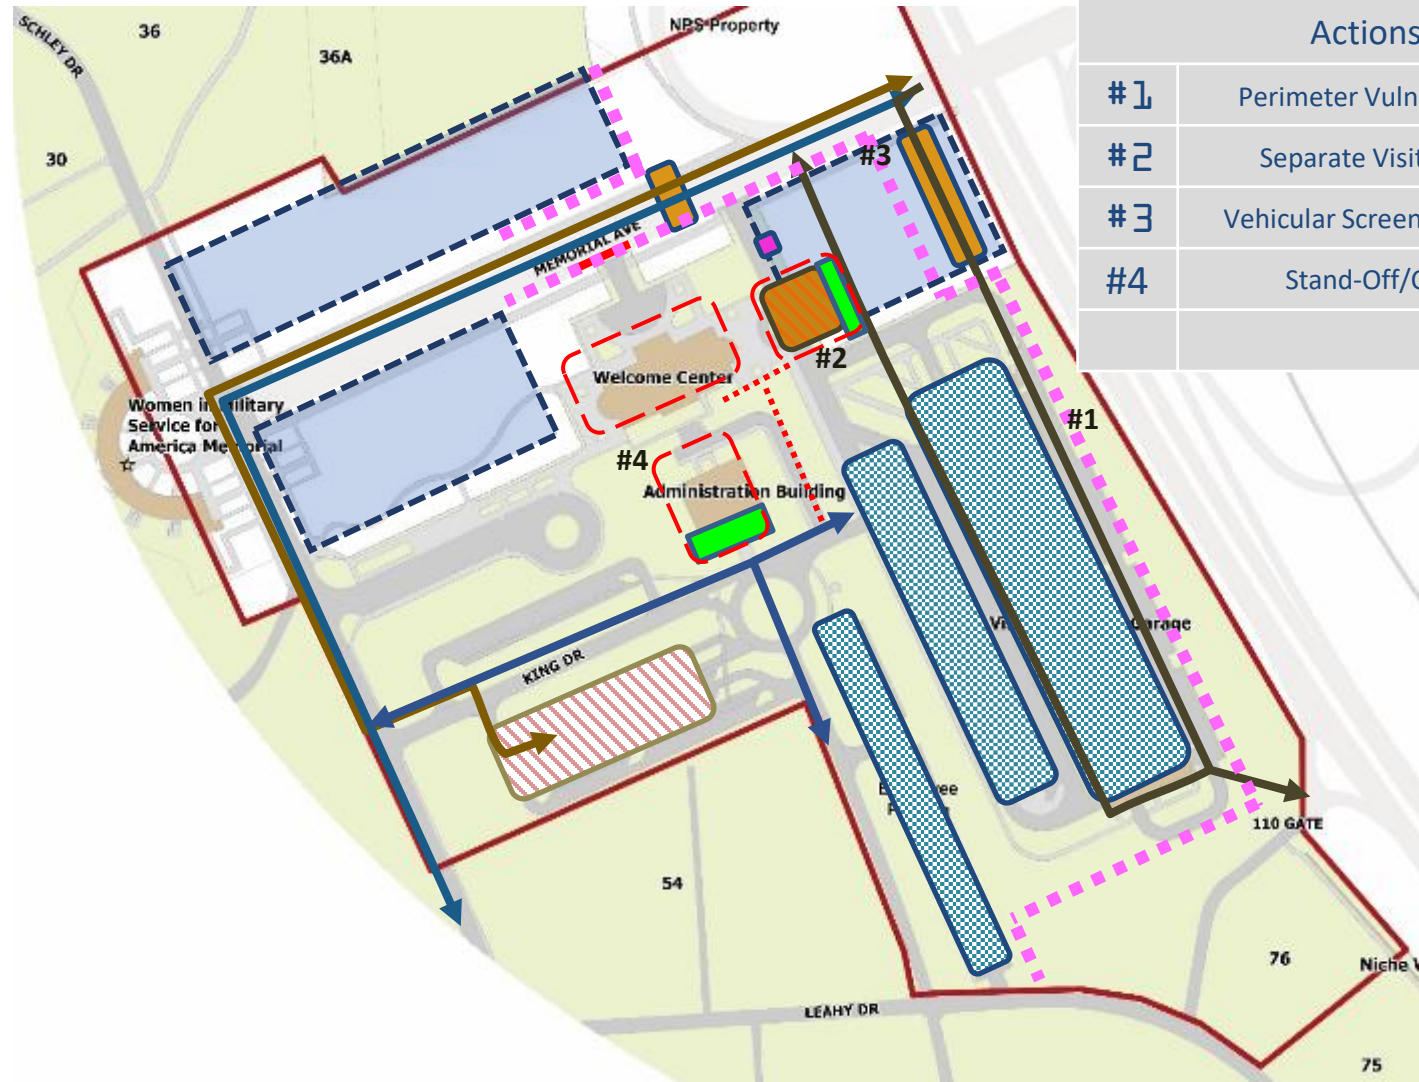 SCHLEY DR
36
36A
NPS Property
30
Actions
#1 Perimeter Vuln
#2 Separate Visit
#3 Vehicular Screen
#4 Stand-Off/
#3
MEMORIAL AVE
#2
Welcome Center
Women in Military
Service for
America Memorial
#1
#4
Administration Building
Garage
KING DR
110 GATE
54
76
Niche
LEAHY DR
75